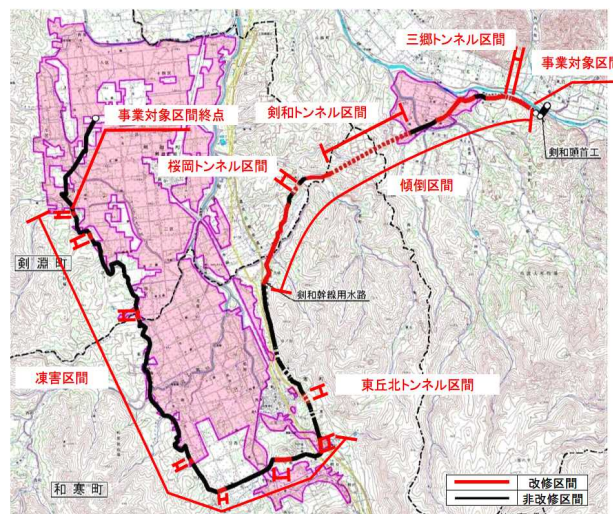 三郷トンネル区間
事業対象区間
事業対象区間終点
剣和トンネル区間
剣和頭首工
桜岡トンネル区間
傾倒区間
剣淵町
剣和幹線用水路
凍害区間
東丘北トンネル区間
改修区間
非改修区間
和寒町